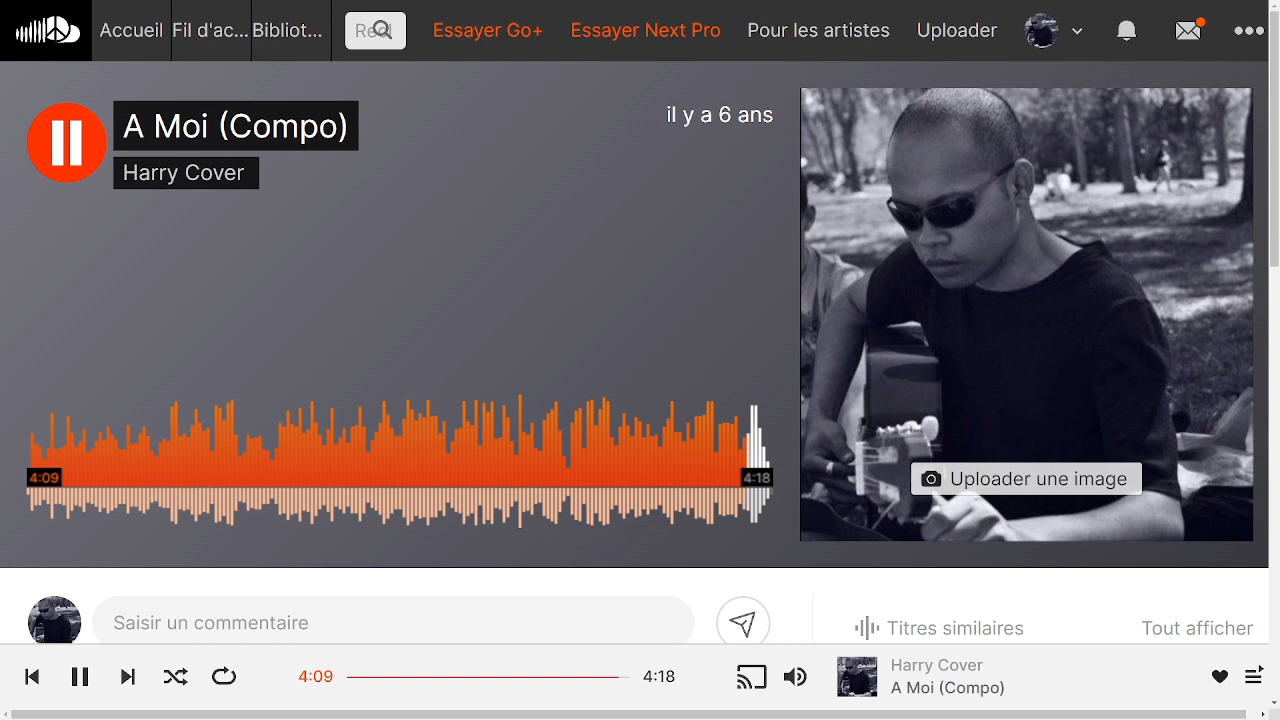 Accueil Fil d'ac... Bibliot... Essayer Go+ Essayer Next Pro Pour les artistes Uploader
A Moi (Compo)
Harry Cover
il y a 6 ans
4:09
4:18
Uploader une image
Saisir un commentaire
Titres similaires
Tout afficher
4:09
4:18
Harry Cover
A Moi (Compo)